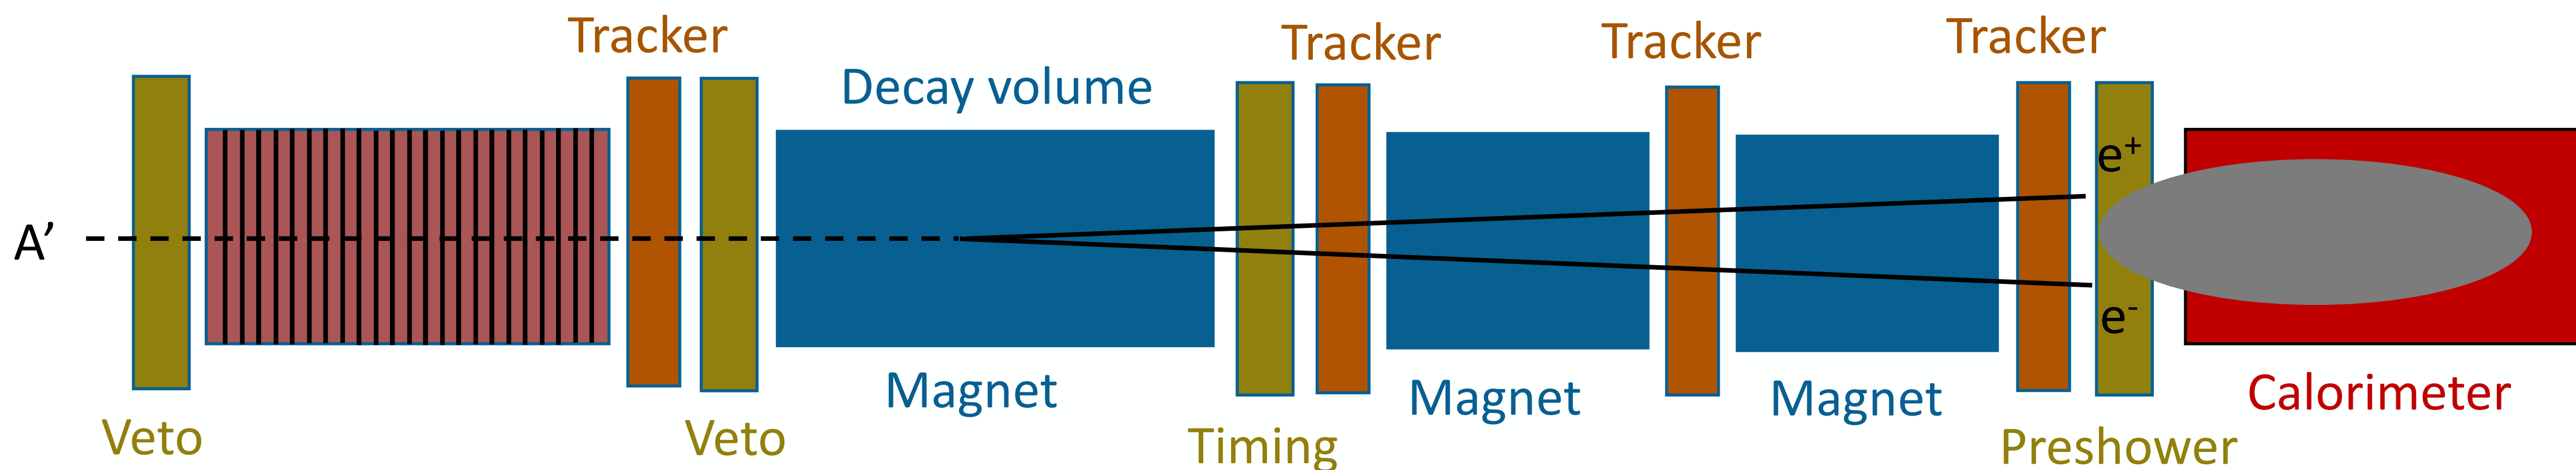 Tracker
Tracker
Tracker
Tracker
Decay volume
A’
e+
e-
Magnet
Magnet
Magnet
Calorimeter
Veto
Veto
Timing
Preshower